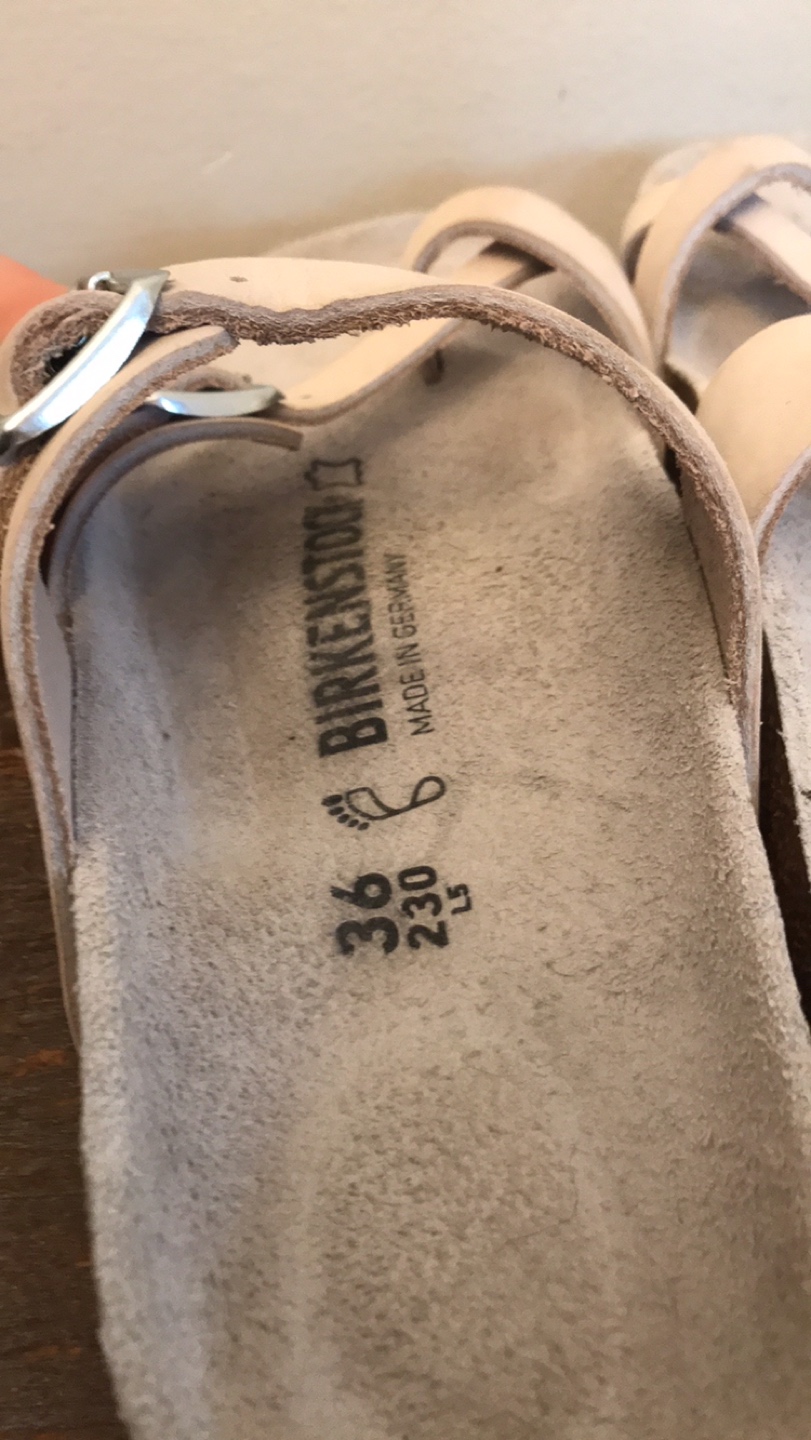 BIRKENSTOCK
MADE IN GERMANY
36
230
L5